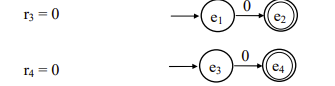 r₃ = 0
0
e₁ e₂
r₄ = 0
0
e₃ e₄